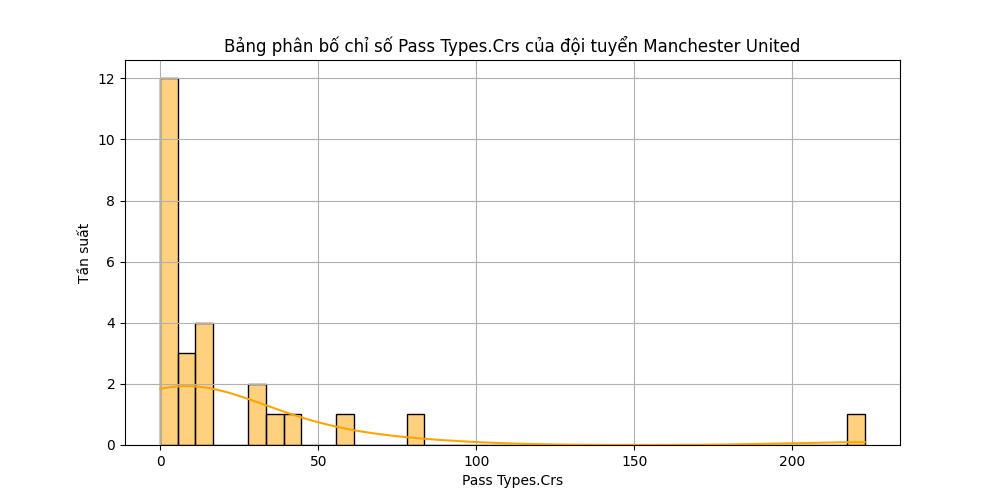 Bảng phân bố chỉ số Pass Types.Crs của đội tuyển Manchester United
12
10
8
6
4
2
0
Tần suất
0 50 100 150 200
Pass Types.Crs